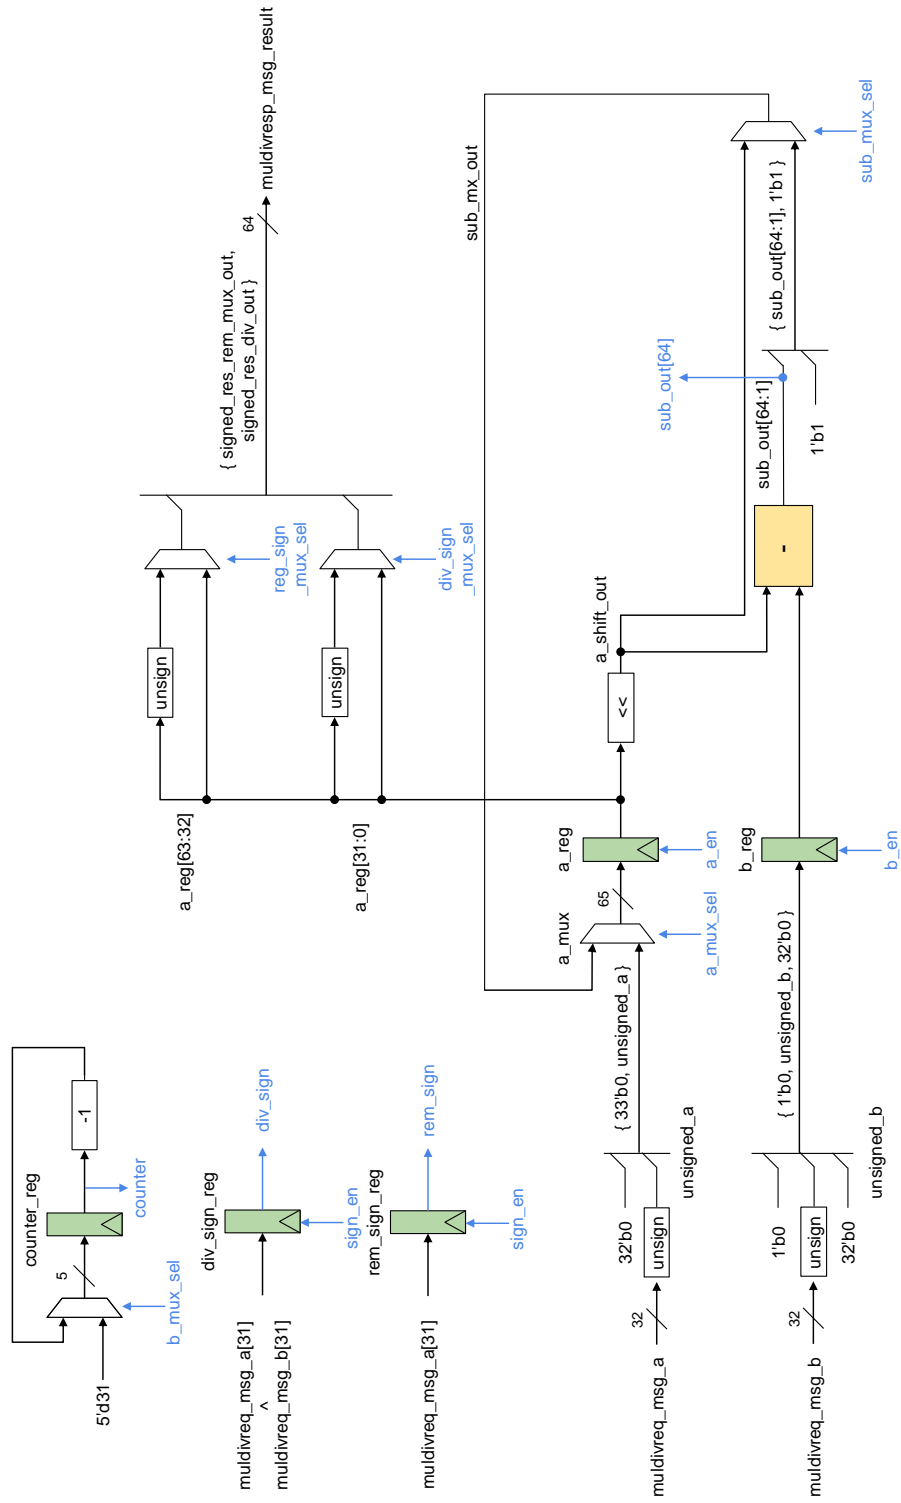 5'd31
b_mux_sel
5
counter_reg
counter
-1
muldivreq_msg_a[31]
^
muldivreq_msg_b[31]
div_sign_reg
sign_en
div_sign
muldivreq_msg_a[31]
rem_sign_reg
sign_en
rem_sign
a_reg[63:32]
a_reg[31:0]
unsign
unsign
reg_sign
_mux_sel
div_sign
_mux_sel
{ signed_res_rem_mux_out,
signed_res_div_out }
64
muldivresp_msg_result
sub_mx_out
muldivreq_msg_a
32
unsign
32'b0
unsigned_a
{ 33'b0, unsigned_a }
a_mux
a_mux_sel
65
a_reg
a_en
<<
a_shift_out
muldivreq_msg_b
32
1'b0
unsign
32'b0
unsigned_b
{ 1'b0, unsigned_b, 32'b0 }
b_reg
b_en
-
sub_out[64:1]
sub_out[64]
1'b1
{ sub_out[64:1], 1'b1 }
sub_mux_sel